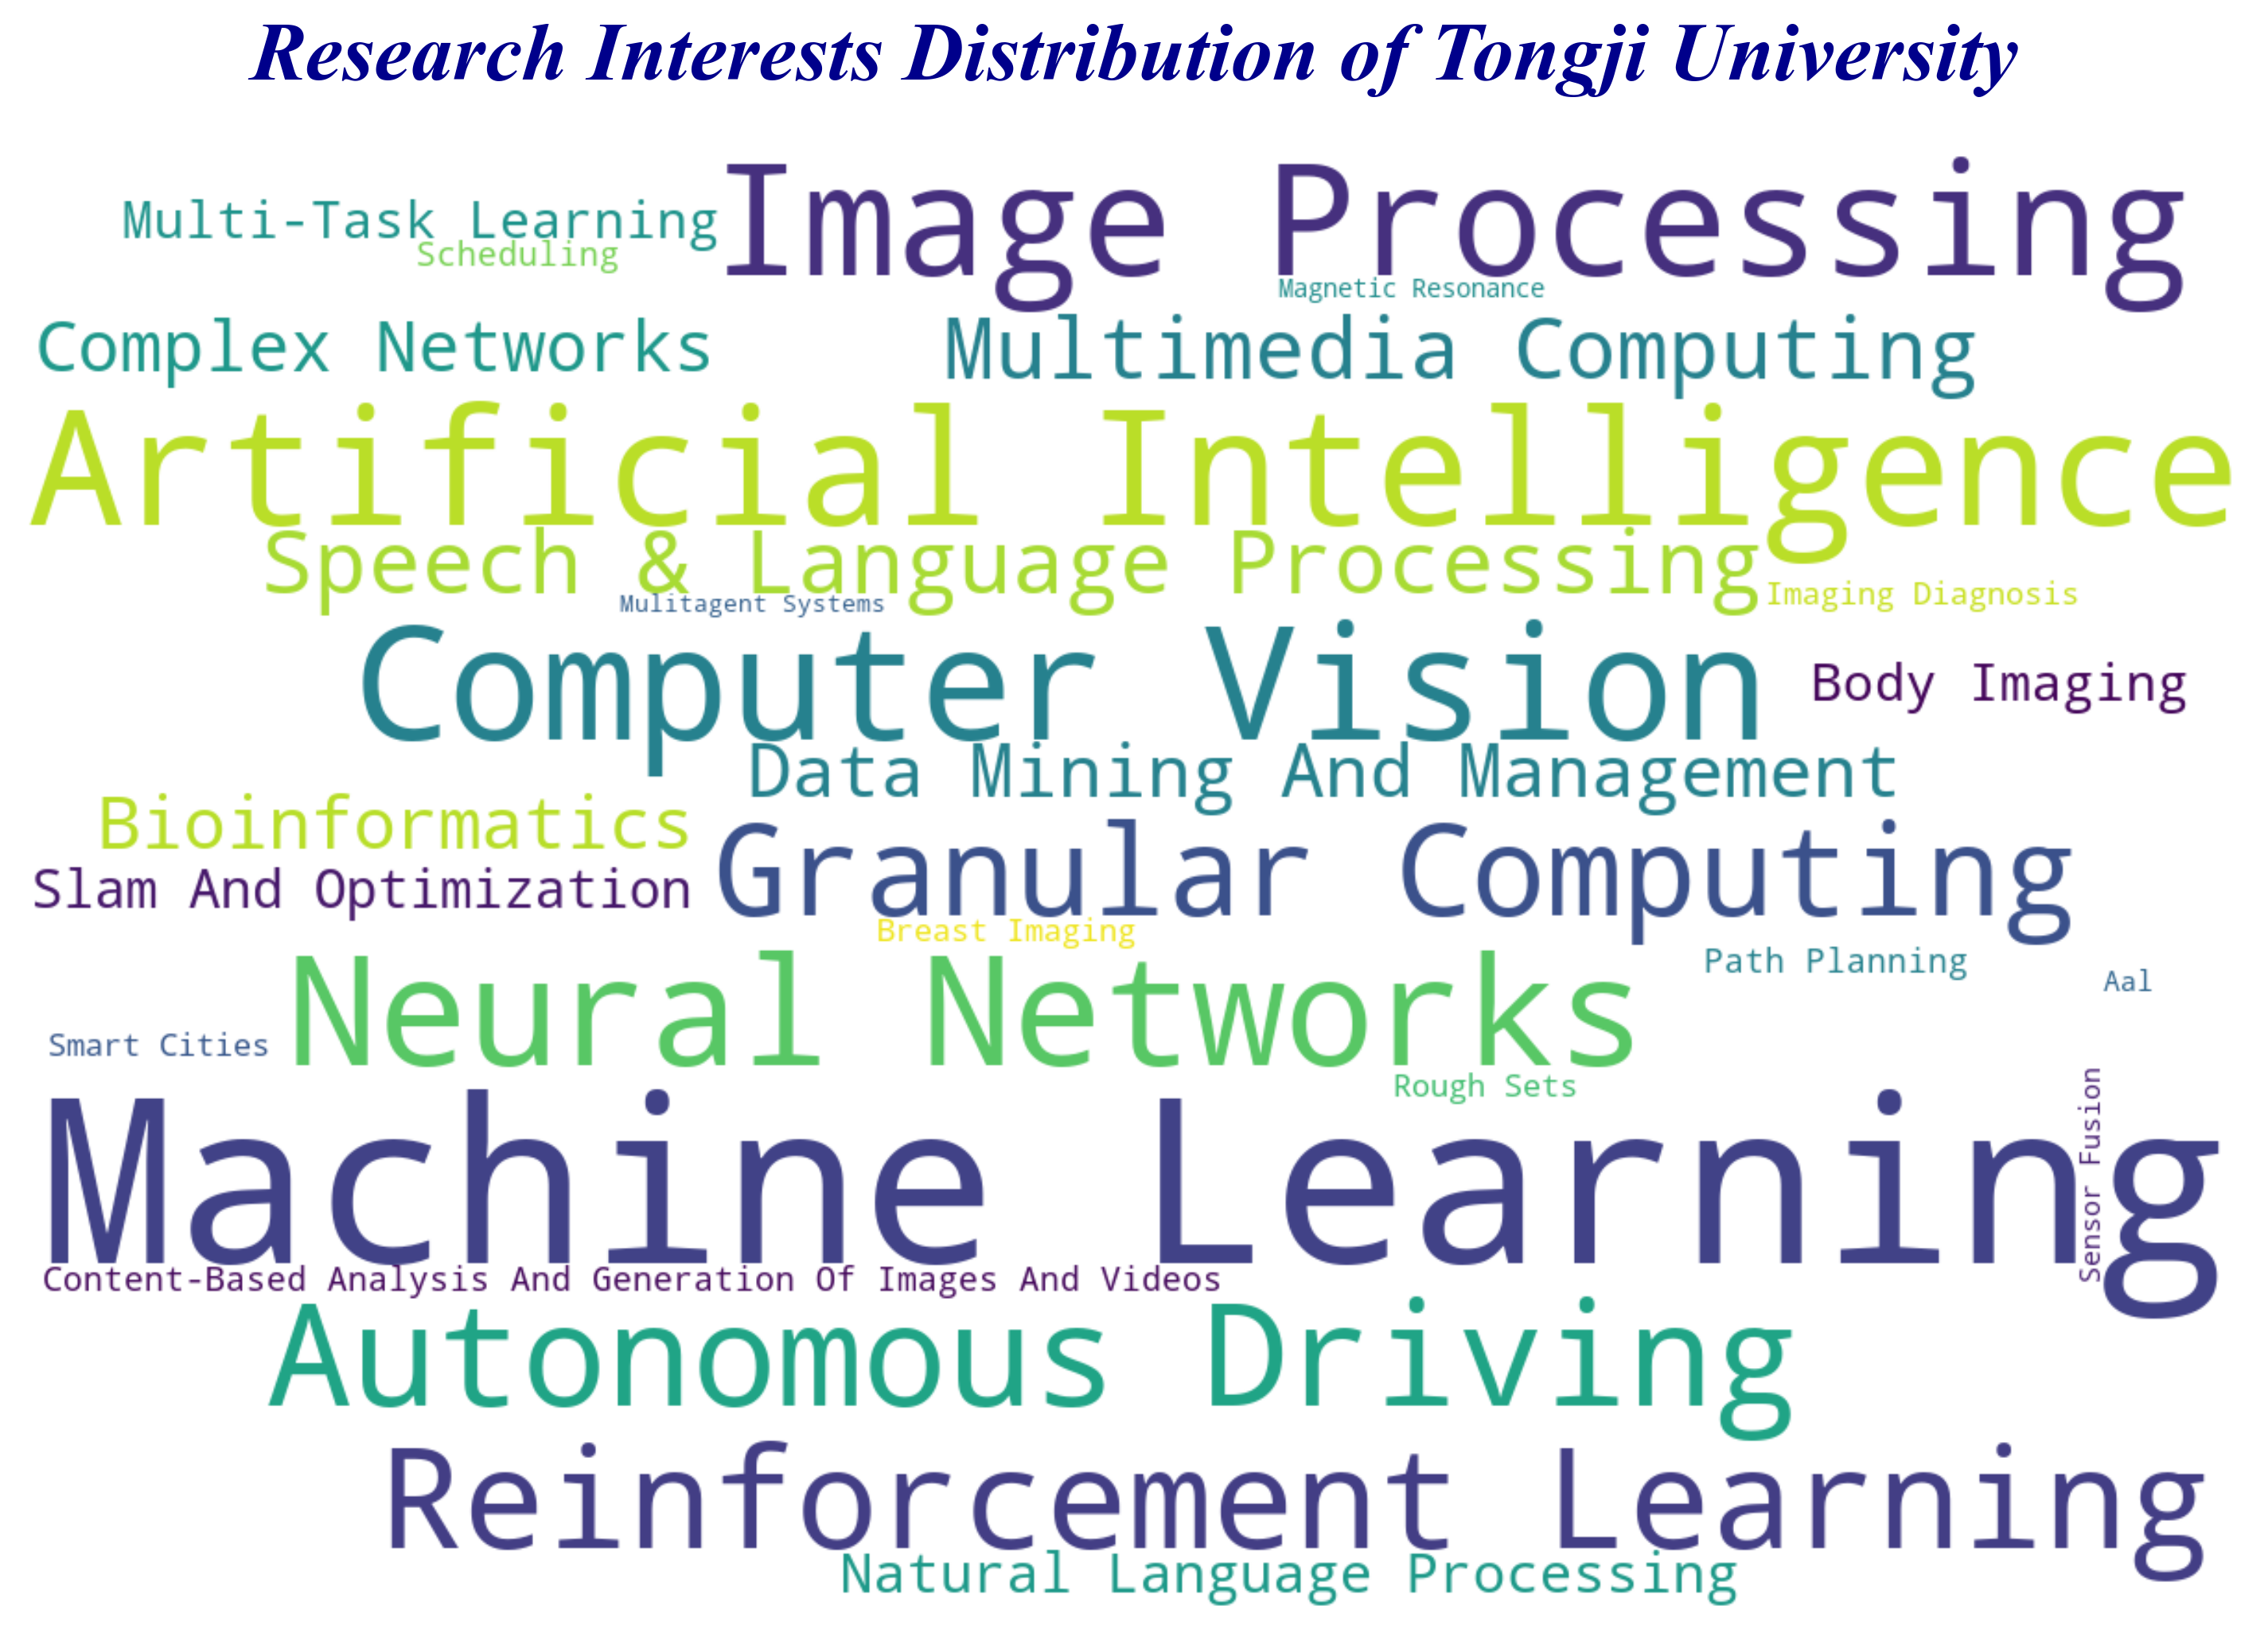 Research Interests Distribution of Tongji University
Image Processing
Multi-Task Learning
Scheduling
Magnetic Resonance
Complex Networks
Multimedia Computing
Artificial Intelligence
Speech & Language Processing
Imaging Diagnosis
Mulitagent Systems
Computer Vision
Body Imaging
Data Mining And Management
Bioinformatics
Granular Computing
Slam And Optimization
Breast Imaging
Path Planning
Aal
Neural Networks
Smart Cities
Rough Sets
Machine Learning
Sensor Fusion
Content-Based Analysis And Generation Of Images And Videos
Autonomous Driving
Reinforcement Learning
Natural Language Processing